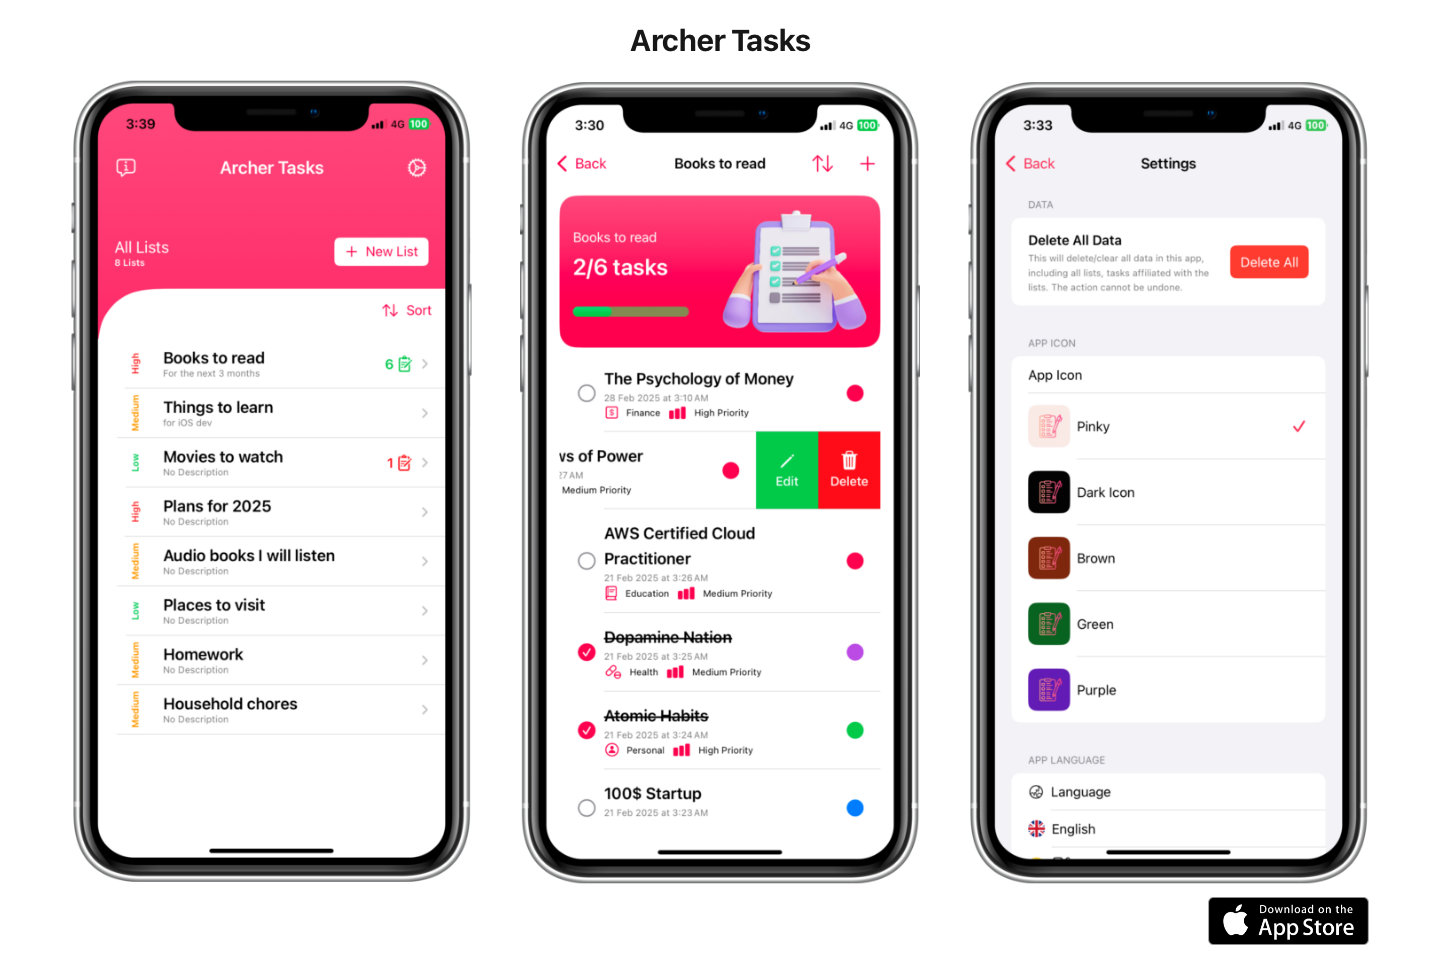 Archer Tasks
3:39
4G 100
Archer Tasks
All Lists
8 Lists
+ New List
Sort
High
Books to read
For the next 3 months
6
Medium
Things to learn
for iOS dev
Low
Movies to watch
No Description
1
High
Plans for 2025
No Description
Medium
Audio books I will listen
No Description
Low
Places to visit
No Description
Medium
Homework
No Description
Medium
Household chores
No Description
3:30
4G 100
Back
Books to read
Books to read
2/6 tasks
The Psychology of Money
28 Feb 2025 at 3:10 AM
$ Finance High Priority
ws of Power
27 AM
Medium Priority
Edit
Delete
AWS Certified Cloud
Practitioner
21 Feb 2025 at 3:26 AM
Education Medium Priority
Dopamine Nation
21 Feb 2025 at 3:25 AM
Health Medium Priority
Atomic Habits
21 Feb 2025 at 3:24 AM
Personal High Priority
100$ Startup
21 Feb 2025 at 3:23 AM
3:33
4G 100
Back
Settings
DATA
Delete All Data
This will delete/clear all data in this app,
including all lists, tasks affiliated with the
lists. The action cannot be undone.
Delete All
APP ICON
App Icon
Pinky
Dark Icon
Brown
Green
Purple
APP LANGUAGE
Language
English
Download on the
App Store